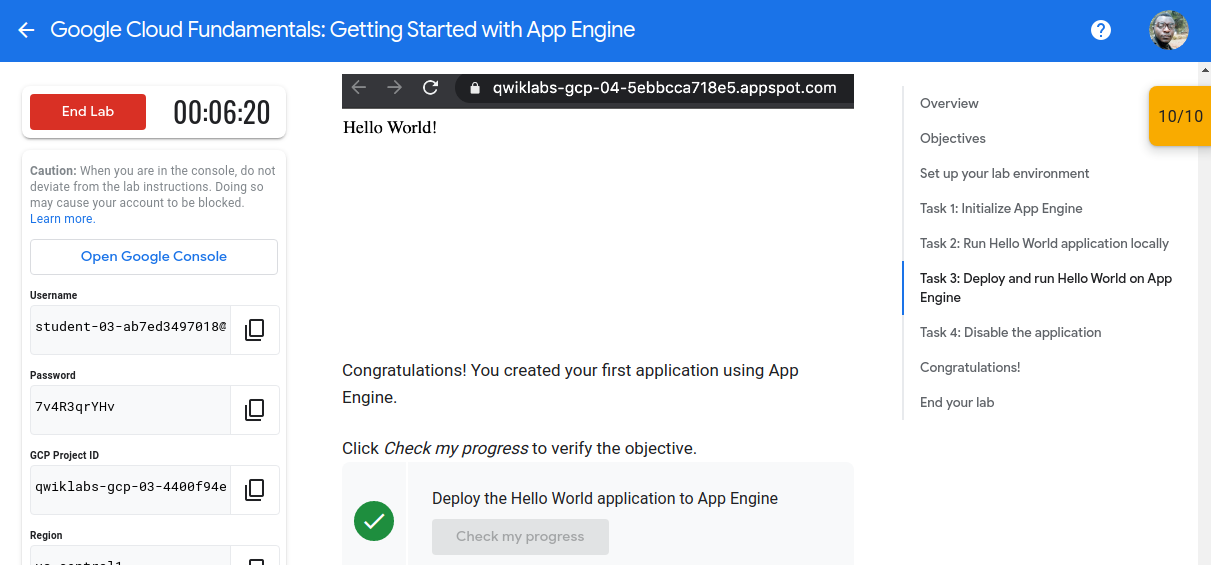 Google Cloud Fundamentals: Getting Started with App Engine
?
End Lab
00:06:20
Caution: When you are in the console, do not
deviate from the lab instructions. Doing so
may cause your account to be blocked.
Learn more.
Open Google Console
Username
student-03-ab7ed3497018@
Password
7v4R3qrYHv
GCP Project ID
qwiklabs-gcp-03-4400f94e
Region
qwiklabs-gcp-04-5ebbcca718e5.appspot.com
Hello World!
Congratulations! You created your first application using App
Engine.
Click Check my progress to verify the objective.
Deploy the Hello World application to App Engine
Check my progress
Overview
Objectives
Set up your lab environment
Task 1: Initialize App Engine
Task 2: Run Hello World application locally
Task 3: Deploy and run Hello World on App
Engine
Task 4: Disable the application
Congratulations!
End your lab
10/10